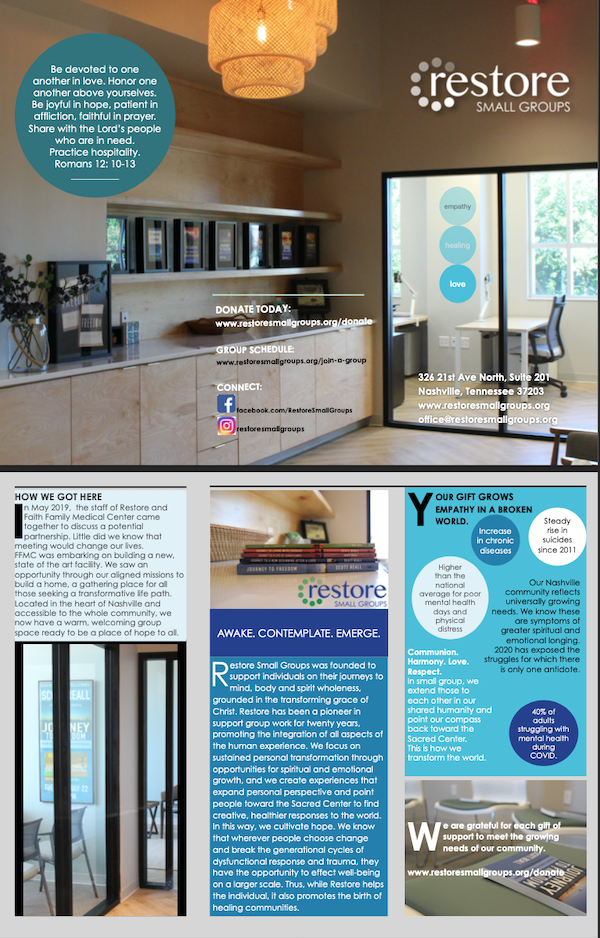 Be devoted to one
another in love. Honor one
another above yourselves.
Be joyful in hope, patient in
affliction, faithful in prayer.
Share with the Lord's people
who are in need.
Practice hospitality.
Romans 12: 10-13
restore
SMALL GROUPS
empathy
healing
love
DONATE TODAY:
www.restoresmallgroups.org/donate
GROUP SCHEDULE:
www.restoresmallgroups.org/join-a-group
CONNECT:
facebook.com/RestoreSmallGroups
restoresmallgroups
326 21st Ave North, Suite 201
Nashville, Tennessee 37203
www.restoresmallgroups.org
office@restoresmallgroups.org
HOW WE GOT HERE
In May 2019, the staff of Restore and
Faith Family Medical Center came
together to discuss a potential
partnership. Little did we know that
meeting would change our lives.
FFMC was embarking on building a new,
state of the art facility. We saw an
opportunity through our aligned missions to
build a home, a gathering place for all
those seeking a transformative life path.
Located in the heart of Nashville and
accessible to the whole community, we
now have a warm, welcoming group
space ready to be a place of hope to all.
JOURNEY TO FREEDOM
SCOTT REALL
restore
SMALL GROUPS
AWAKE. CONTEMPLATE. EMERGE.
Restore Small Groups was founded to
support individuals on their journeys to
mind, body and spirit wholeness,
grounded in the transforming grace of
Christ. Restore has been a pioneer in
support group work for twenty years,
promoting the integration of all aspects of
the human experience. We focus on
sustained personal transformation through
opportunities for spiritual and emotional
growth, and we create experiences that
expand personal perspective and point
people toward the Sacred Center to find
creative, healthier responses to the world.
In this way, we cultivate hope. We know
that wherever people choose change
and break the generational cycles of
dysfunctional response and trauma, they
have the opportunity to effect well-being
on a larger scale. Thus, while Restore helps
the individual, it also promotes the birth of
healing communities.
YOUR GIFT GROWS
EMPATHY IN A BROKEN
WORLD.
Increase
in chronic
diseases
Steady
rise in
suicides
since 2011
Higher
than the
national
average for poor
mental health
days and
physical
distress
Our Nashville
community reflects
universally growing
needs. We know these
are symptoms of
greater spiritual and
emotional longing.
2020 has exposed the
struggles for which there
is only one antidote.
Communion.
Harmony. Love.
Respect.
In small group, we
extend those to
each other in our
shared humanity and
point our compass
back toward the
Sacred Center.
This is how we
transform the world.
40% of
adults
struggling with
mental health
during
COVID.
We are grateful for each gift of
support to meet the growing
needs of our community.
www.restoresmallgroups.org/donate
JOURNEY